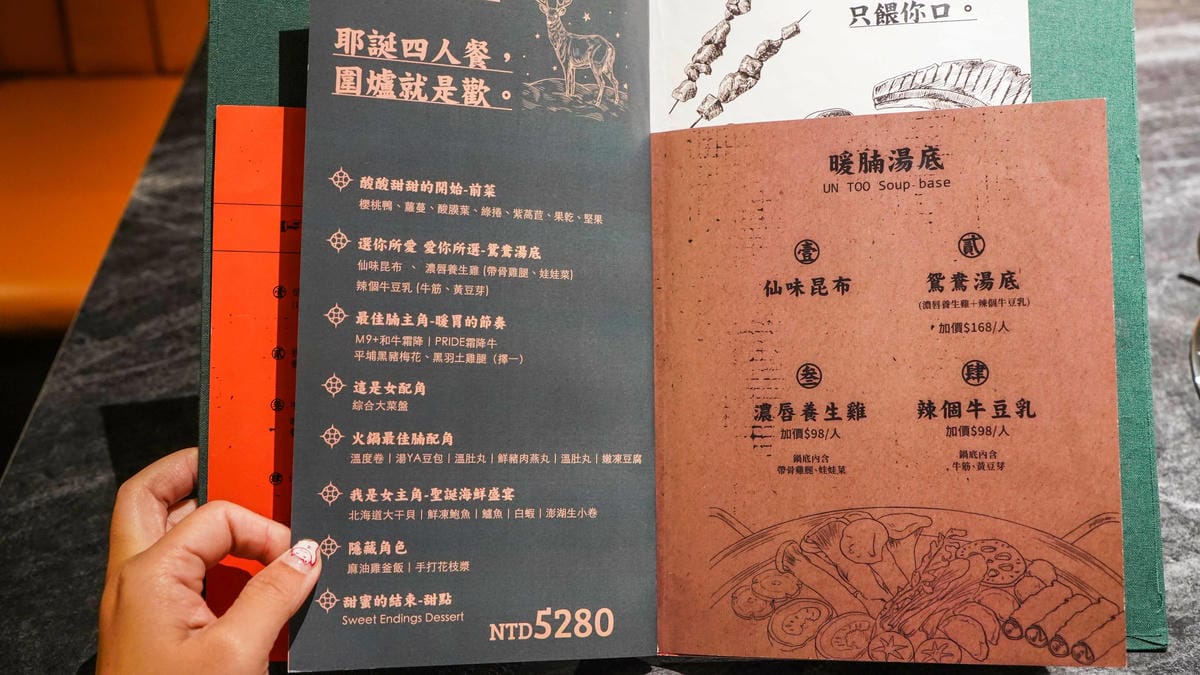 耶誕四人餐，
圍爐就是歡。
酸酸甜甜的開始-前菜
櫻桃鴨、蘿蔓、酸膜葉、綠捲、紫萵苣、果乾、堅果
選你所愛 愛你所選-鴛鴦湯底
仙味昆布 、 濃唇養生雞 (帶骨雞腿、娃娃菜)
辣個牛豆乳 (牛筋、黃豆芽)
最佳腩主角-暖胃的節奏
M9+和牛霜降｜PRIDE霜降牛
平埔黑豬梅花、黑羽土雞腿（擇一）
這是女配角
綜合大菜盤
火鍋最佳腩配角
溫度卷｜湯YA豆包｜溫肚丸｜鮮豬肉燕丸｜溫肚丸｜嫩凍豆腐
我是女主角-聖誕海鮮盛宴
北海道大干貝｜鮮凍鮑魚｜鱸魚｜白蝦｜澎湖生小卷
隱藏角色
麻油雞釜飯｜手打花枝漿
甜蜜的結束-甜點
Sweet Endings Dessert
NTD5280
只餵你口。
暖腩湯底
UN TOO Soup base
壹
仙味昆布
貳
鴛鴦湯底
(濃唇養生雞＋辣個牛豆乳)
加價$168/人
叁
濃唇養生雞
加價$98/人
鍋底內含
帶骨雞腿、娃娃菜
肆
辣個牛豆乳
加價$98/人
鍋底內含
牛筋、黃豆芽